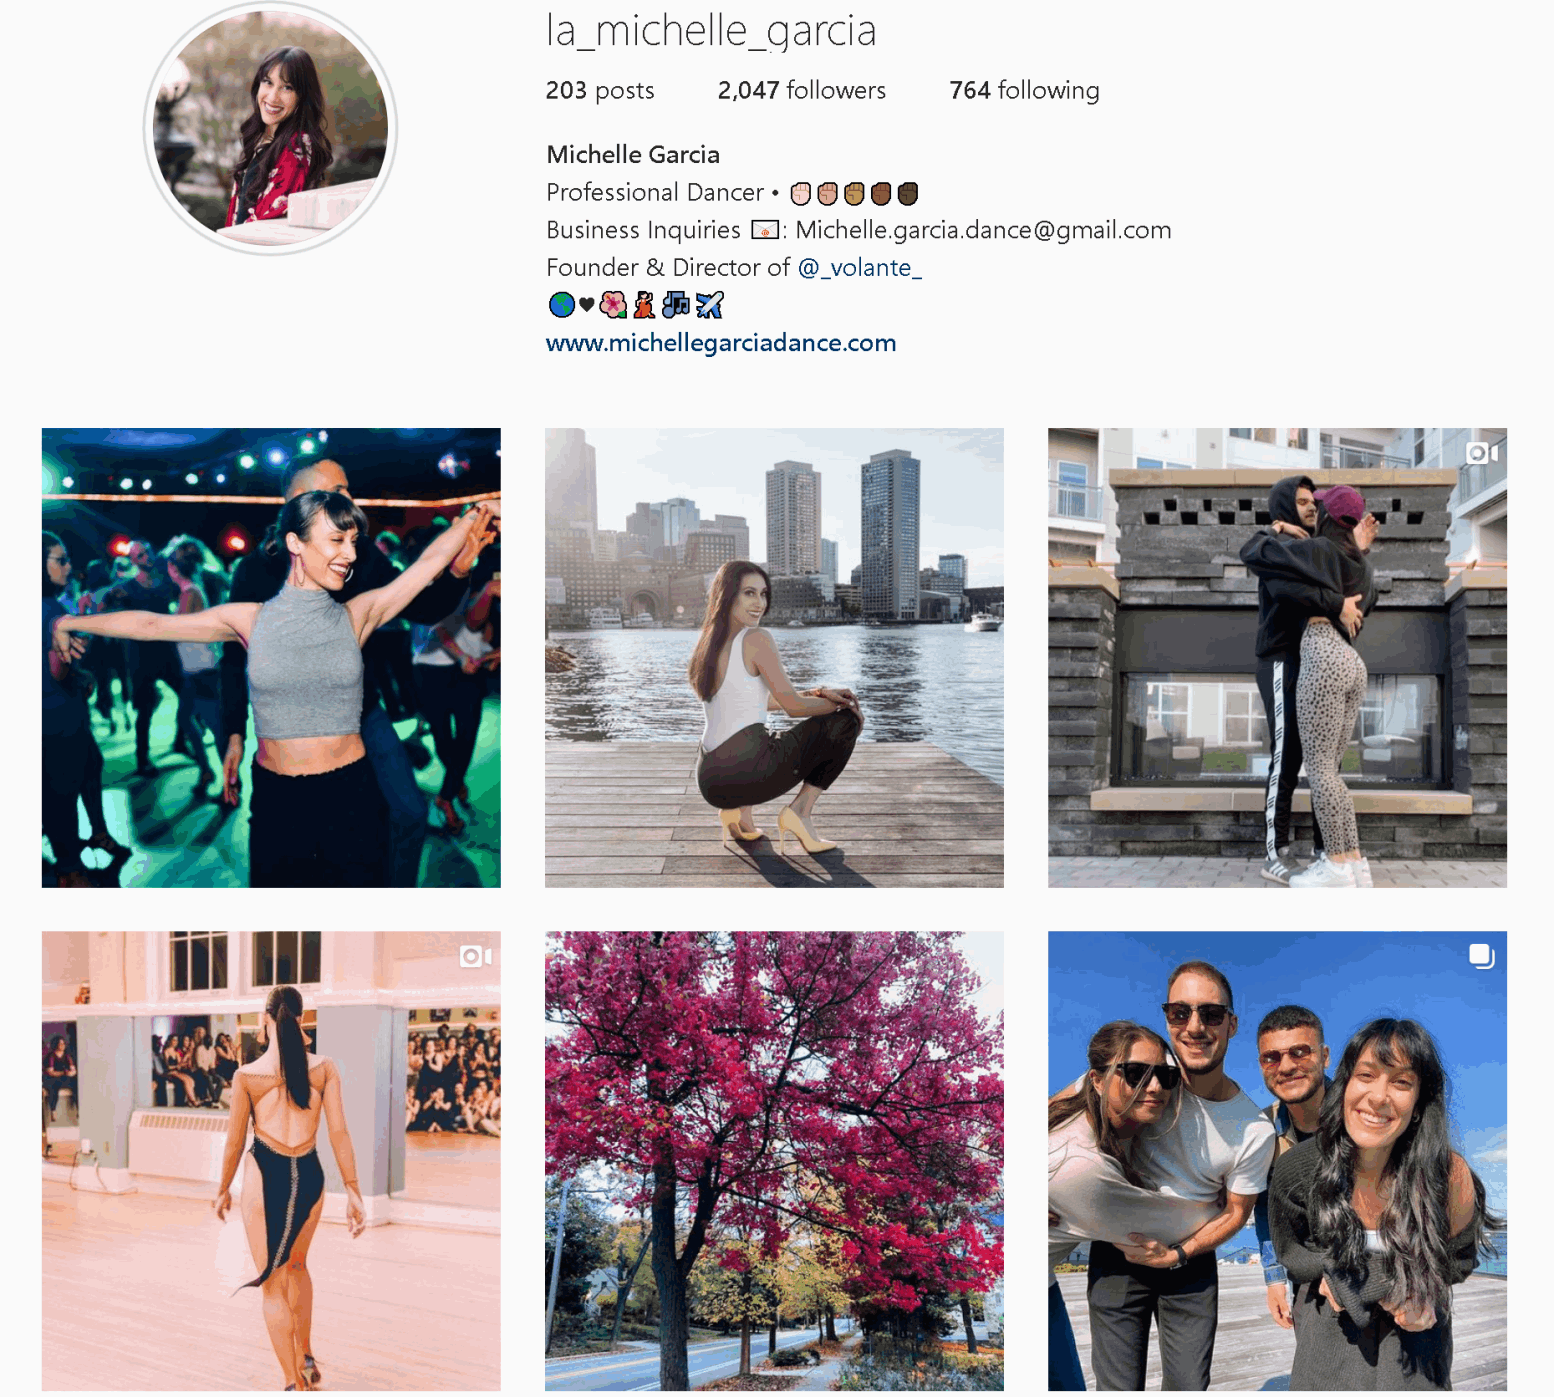 la_michelle_garcia
203 posts 2,047 followers 764 following
Michelle Garcia
Professional Dancer • ✊🏻✊🏼✊🏽✊🏾✊🏿
Business Inquiries 📧: Michelle.garcia.dance@gmail.com
Founder & Director of @_volante_
🌎♥🌺💃🎶✈
www.michellegarciadance.com